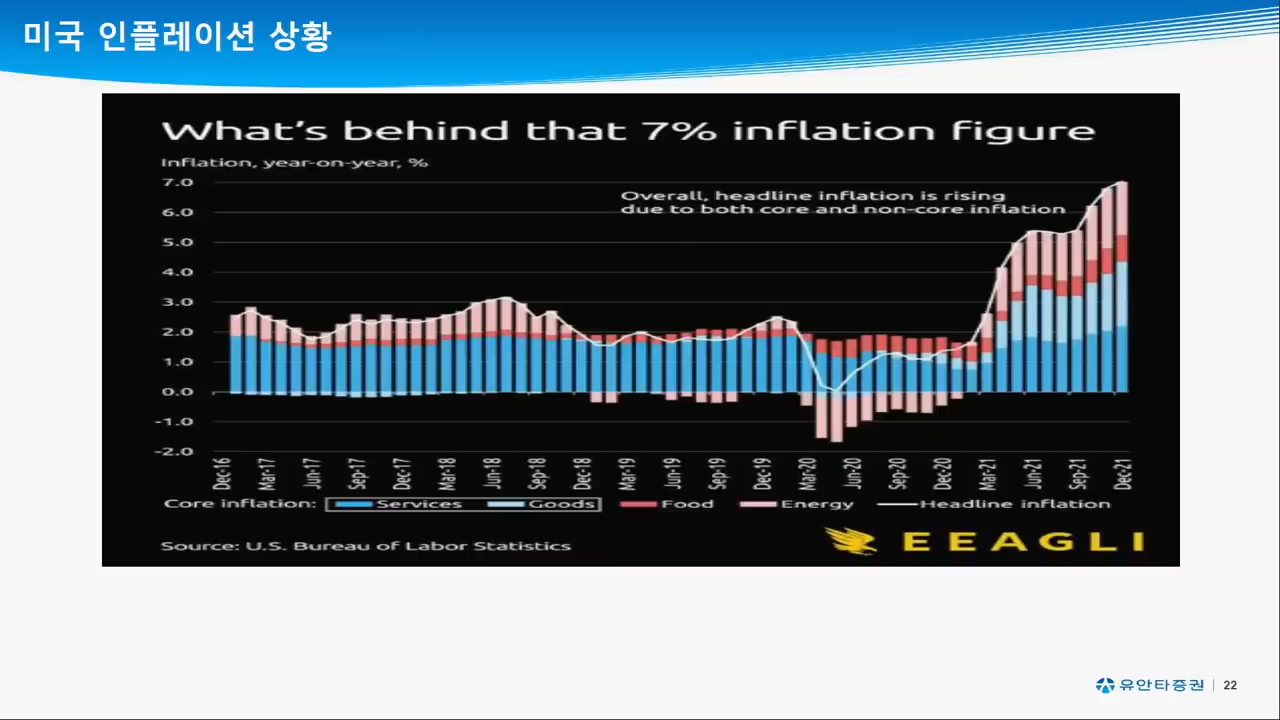 미국 인플레이션 상황
What's behind that 7% inflation figure
Inflation, year-on-year, %
Overall, headline inflation is rising
due to both core and non-core inflation
7.0
6.0
5.0
4.0
3.0
2.0
1.0
0.0
-1.0
-2.0
Dec-16 Mar-17 Jun-17 Sep-17 Dec-17 Mar-18 Jun-18 Sep-18 Dec-18 Mar-19 Jun-19 Sep-19 Dec-19 Mar-20 Jun-20 Sep-20 Dec-20 Mar-21 Jun-21 Sep-21 Dec-21
Core inflation: Services Goods Food Energy Headline inflation
Source: U.S. Bureau of Labor Statistics
EEAGLI
유안타증권 | 22